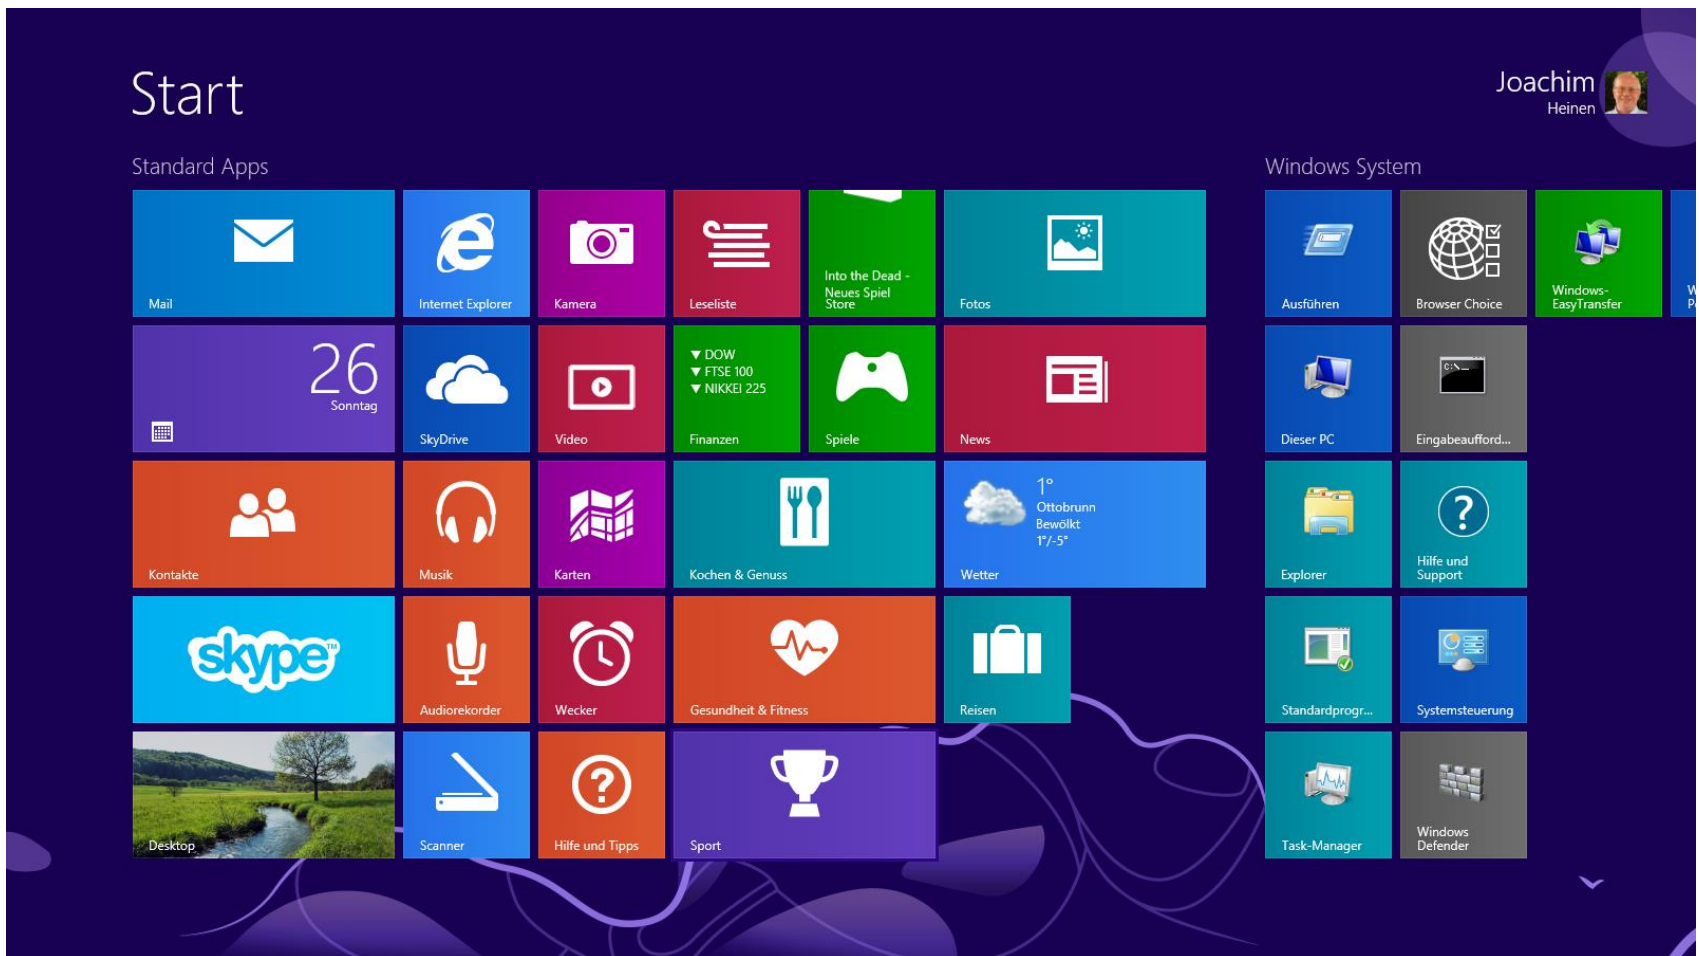 Start
Joachim
Heinen
Standard Apps
Windows System
Mail
Internet Explorer
Kamera
Leseliste
Into the Dead -
Neues Spiel
Store
Fotos
Ausführen
Browser Choice
Windows-
EasyTransfer
26
Sonntag
SkyDrive
Video
▼ DOW
▼ FTSE 100
▼ NIKKEI 225
Finanzen
Spiele
News
Dieser PC
C:\_
Eingabeaufford...
Kontakte
Musik
Karten
Kochen & Genuss
1°
Ottobrunn
Bewölkt
1°/-5°
Wetter
Explorer
?
Hilfe und
Support
skype™
Audiorekorder
Wecker
Gesundheit & Fitness
Reisen
Standardprogr...
Systemsteuerung
Desktop
Scanner
?
Hilfe und Tipps
Sport
Task-Manager
Windows
Defender